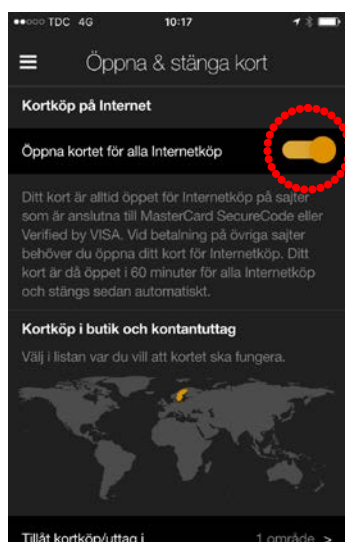 TDC 4G 10:17
Öppna & stänga kort
Kortköp på Internet
Öppna kortet för alla Internetköp
Ditt kort är alltid öppet för Internetköp på sajter
som är anslutna till MasterCard SecureCode eller
Verified by VISA. Vid betalning på övriga sajter
behöver du öppna ditt kort för Internetköp. Ditt
kort är då öppet i 60 minuter för alla Internetköp
och stängs sedan automatiskt.
Kortköp i butik och kontantuttag
Välj i listan var du vill att kortet ska fungera.
Tillåt kortköp/uttag i 1 område >